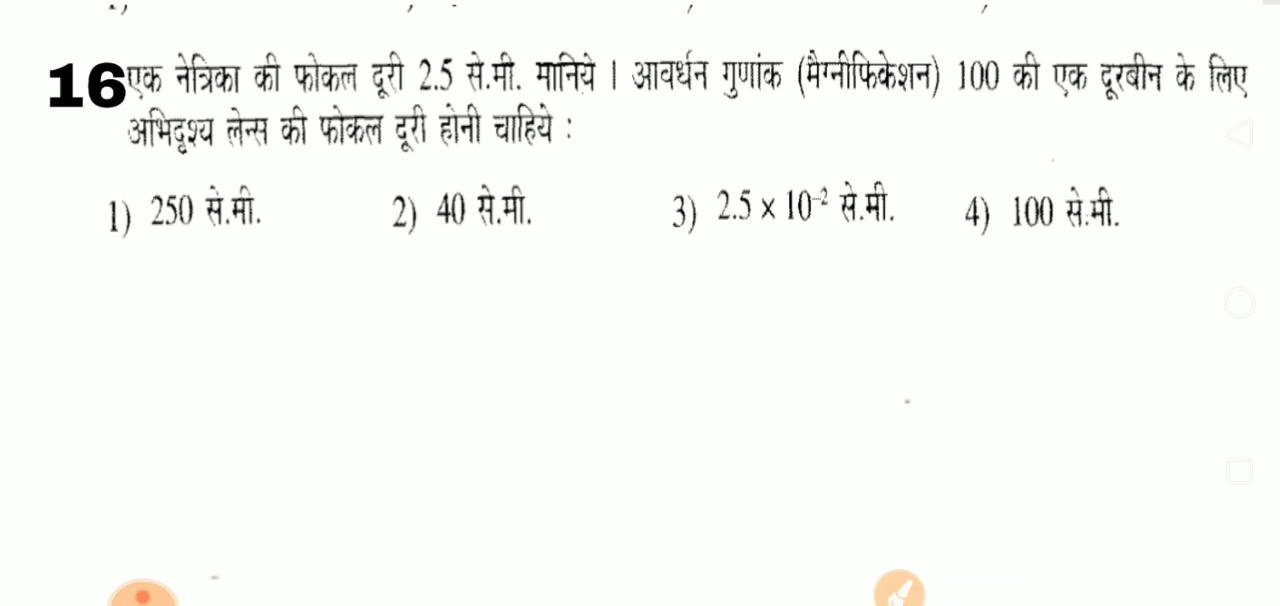 16 एक नेत्रिका की फोकल दूरी 2.5 से.मी. मानिये । आवर्धन गुणांक (मैग्नीफिकेशन) 100 की एक दूरबीन के लिए
अभिदृश्य लेन्स की फोकल दूरी होनी चाहिये :
1) 250 से.मी. 2) 40 से.मी. 3) 2.5 × 10⁻² से.मी. 4) 100 से.मी.